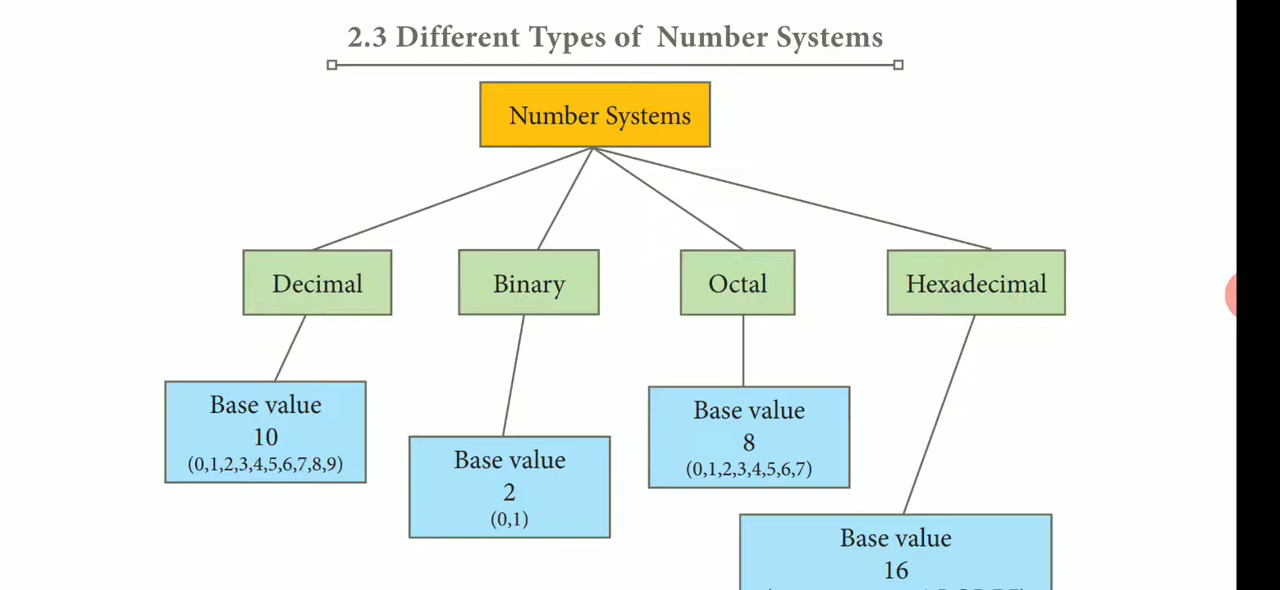 2.3 Different Types of Number Systems
Number Systems
Decimal
Binary
Octal
Hexadecimal
Base value
10
(0,1,2,3,4,5,6,7,8,9)
Base value
2
(0,1)
Base value
8
(0,1,2,3,4,5,6,7)
Base value
16